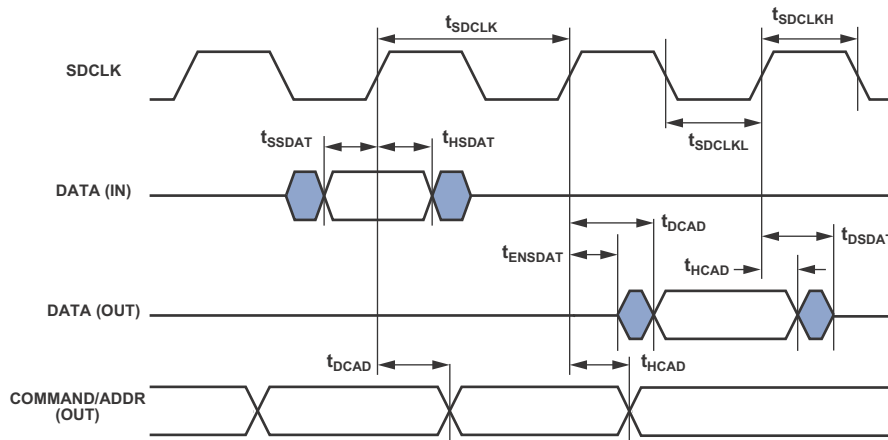 tSDCLK
tSDCLKH
SDCLK
tSSDAT
tHSDAT
tSDCLKL
DATA (IN)
tDCAD
tDSDAT
tENSDAT
tHCAD
DATA (OUT)
tDCAD
tHCAD
COMMAND/ADDR
(OUT)